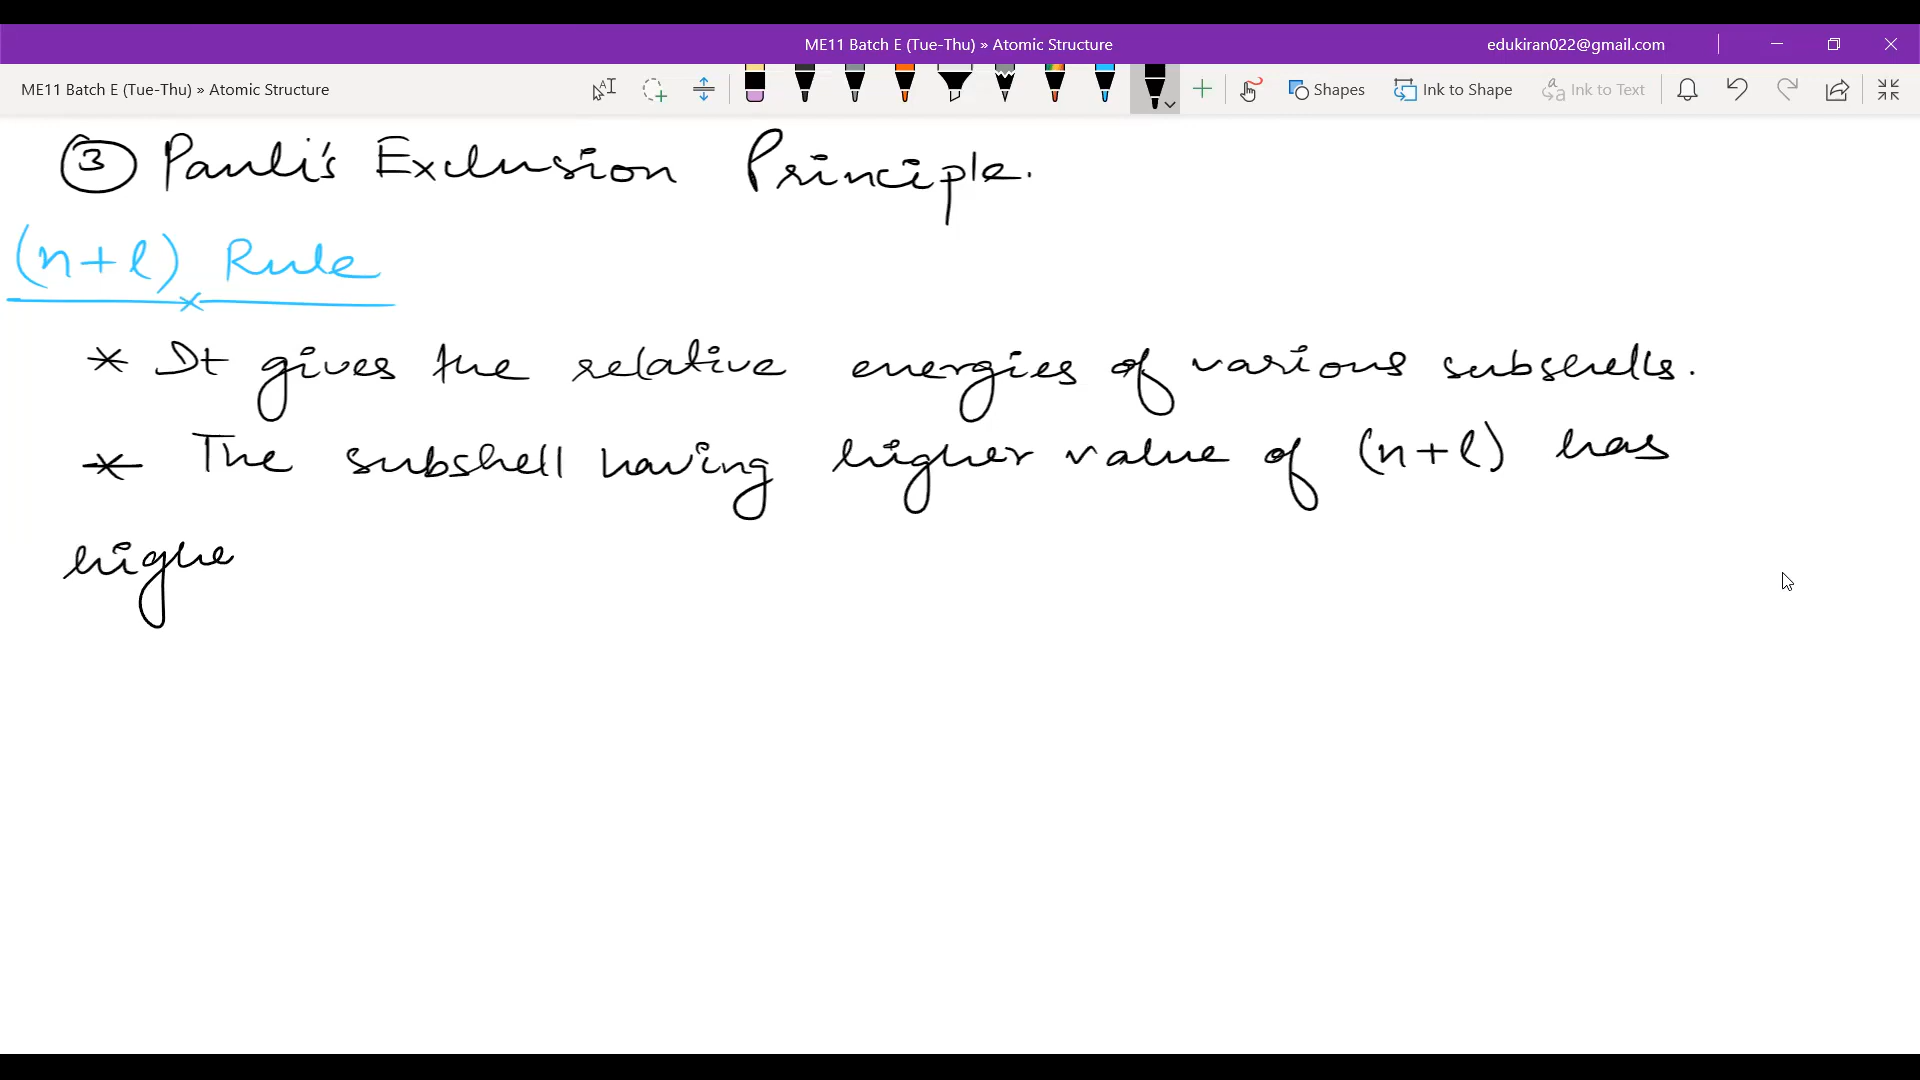 ME11 Batch E (Tue-Thu) » Atomic Structure
edukiran022@gmail.com
ME11 Batch E (Tue-Thu) » Atomic Structure
Shapes
Ink to Shape
Ink to Text
③ Pauli's Exclusion Principle.
(n+l) Rule
* It gives the relative energies of various subshells.
* The subshell having higher value of (n+l) has
highe